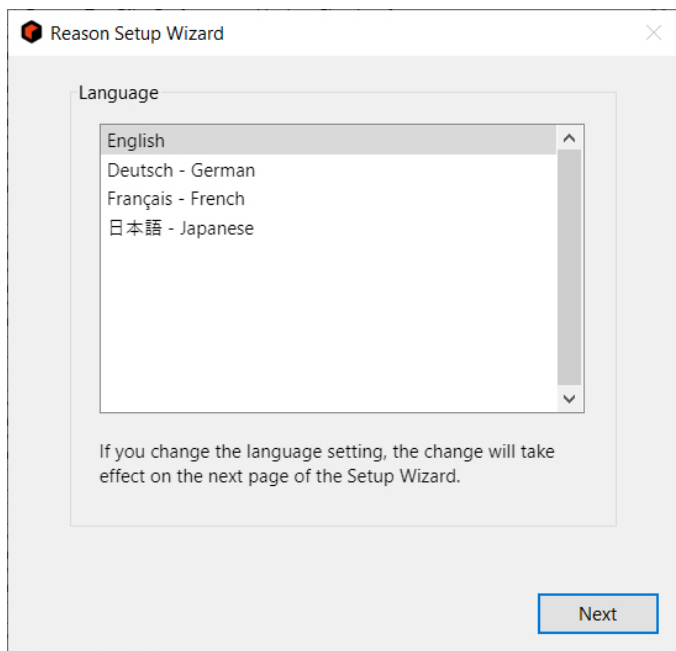 Reason Setup Wizard
Language
English
Deutsch - German
Français - French
日本語 - Japanese
If you change the language setting, the change will take
effect on the next page of the Setup Wizard.
Next